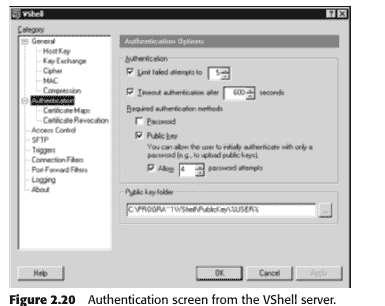 VShell
Category
General
Host Key
Key Exchange
Cipher
MAC
Compression
Authentication
Certificate Maps
Certificate Revocation
Access Control
SFTP
Triggers
Connection Filters
Port-Forward Filters
Logging
About
Authentication Options
Authentication
Limit failed attempts to 5
Timeout authentication after 600 seconds
Required authentication methods
Password
Public key
You can allow the user to initially authenticate with only a
password (e.g., to upload public keys).
Allow 4 password attempts
Public key folder
C:\PROGRA~1\VShell\PublicKey\%USER%
...
Help
OK
Cancel
Apply
Figure 2.20 Authentication screen from the VShell server.